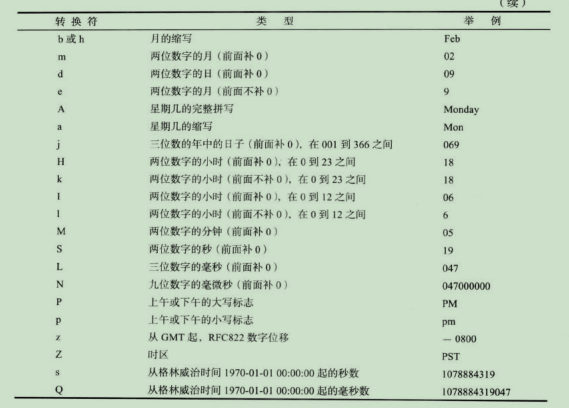 （续）
转 换 符 类 型 举 例
b 或 h 月的缩写 Feb
m 两位数字的月（前面补 0） 02
d 两位数字的日（前面补 0） 09
e 两位数字的月（前面不补 0） 9
A 星期几的完整拼写 Monday
a 星期几的缩写 Mon
j 三位数的年中的日子（前面补 0），在 001 到 366 之间 069
H 两位数字的小时（前面补 0），在 0 到 23 之间 18
k 两位数字的小时（前面不补 0），在 0 到 23 之间 18
I 两位数字的小时（前面补 0），在 0 到 12 之间 06
l 两位数字的小时（前面不补 0），在 0 到 12 之间 6
M 两位数字的分钟（前面补 0） 05
S 两位数字的秒（前面补 0） 19
L 三位数字的毫秒（前面补 0） 047
N 九位数字的毫微秒（前面补 0） 047000000
P 上午或下午的大写标志 PM
p 上午或下午的小写标志 pm
z 从 GMT 起，RFC822 数字位移 — 0800
Z 时区 PST
s 从格林威治时间 1970-01-01 00:00:00 起的秒数 1078884319
Q 从格林威治时间 1970-01-01 00:00:00 起的毫秒数 1078884319047